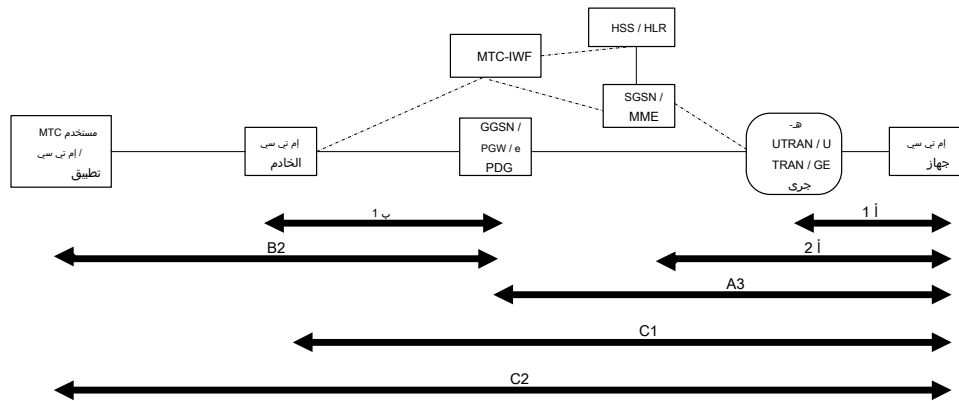 HSS / HLR
MTC-IWF
SGSN /
MME
مستخدم MTC
/ إم تي سي
تطبيق
إم تي سي
الخادم
GGSN /
PGW / e
PDG
هـ-
UTRAN / U
TRAN / GE
جرى
إم تي سي
جهاز
ب 1
أ 1
B2
أ 2
A3
C1
C2